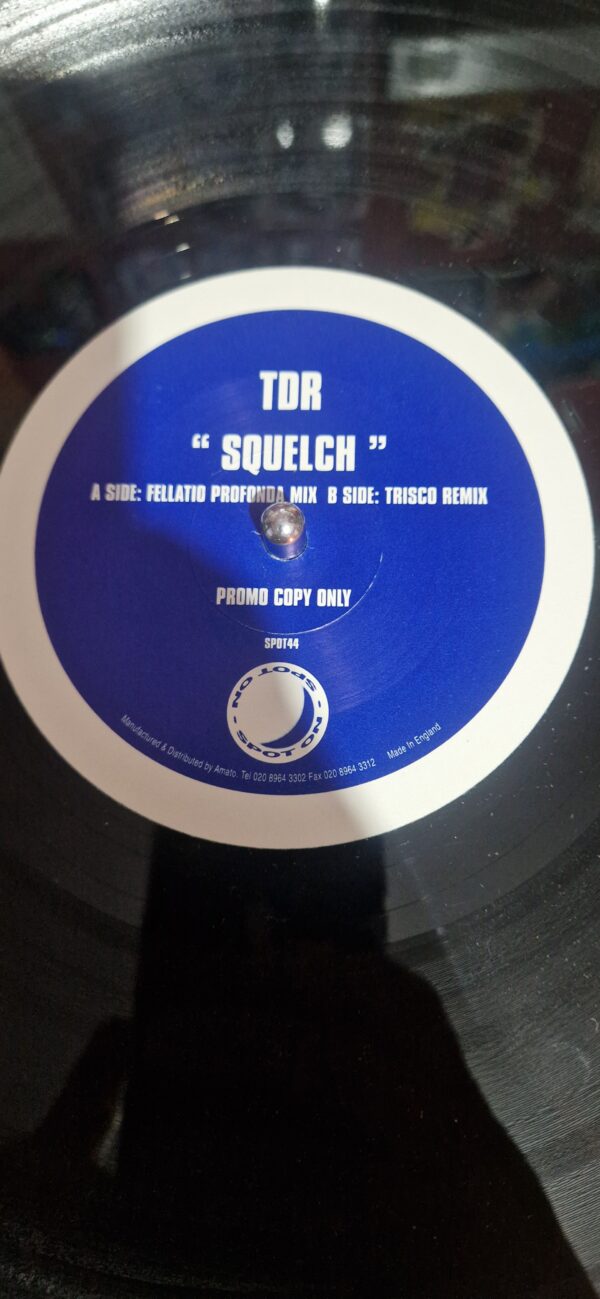 TDR
“ SQUELCH ”
A SIDE: FELLATIO PROFONDA MIX B SIDE: TRISCO REMIX
PROMO COPY ONLY
SPOT44
SPOT ON - SPOT ON -
Manufactured & Distributed by Amato. Tel 020 8964 3302 Fax 020 8964 3312 Made In England